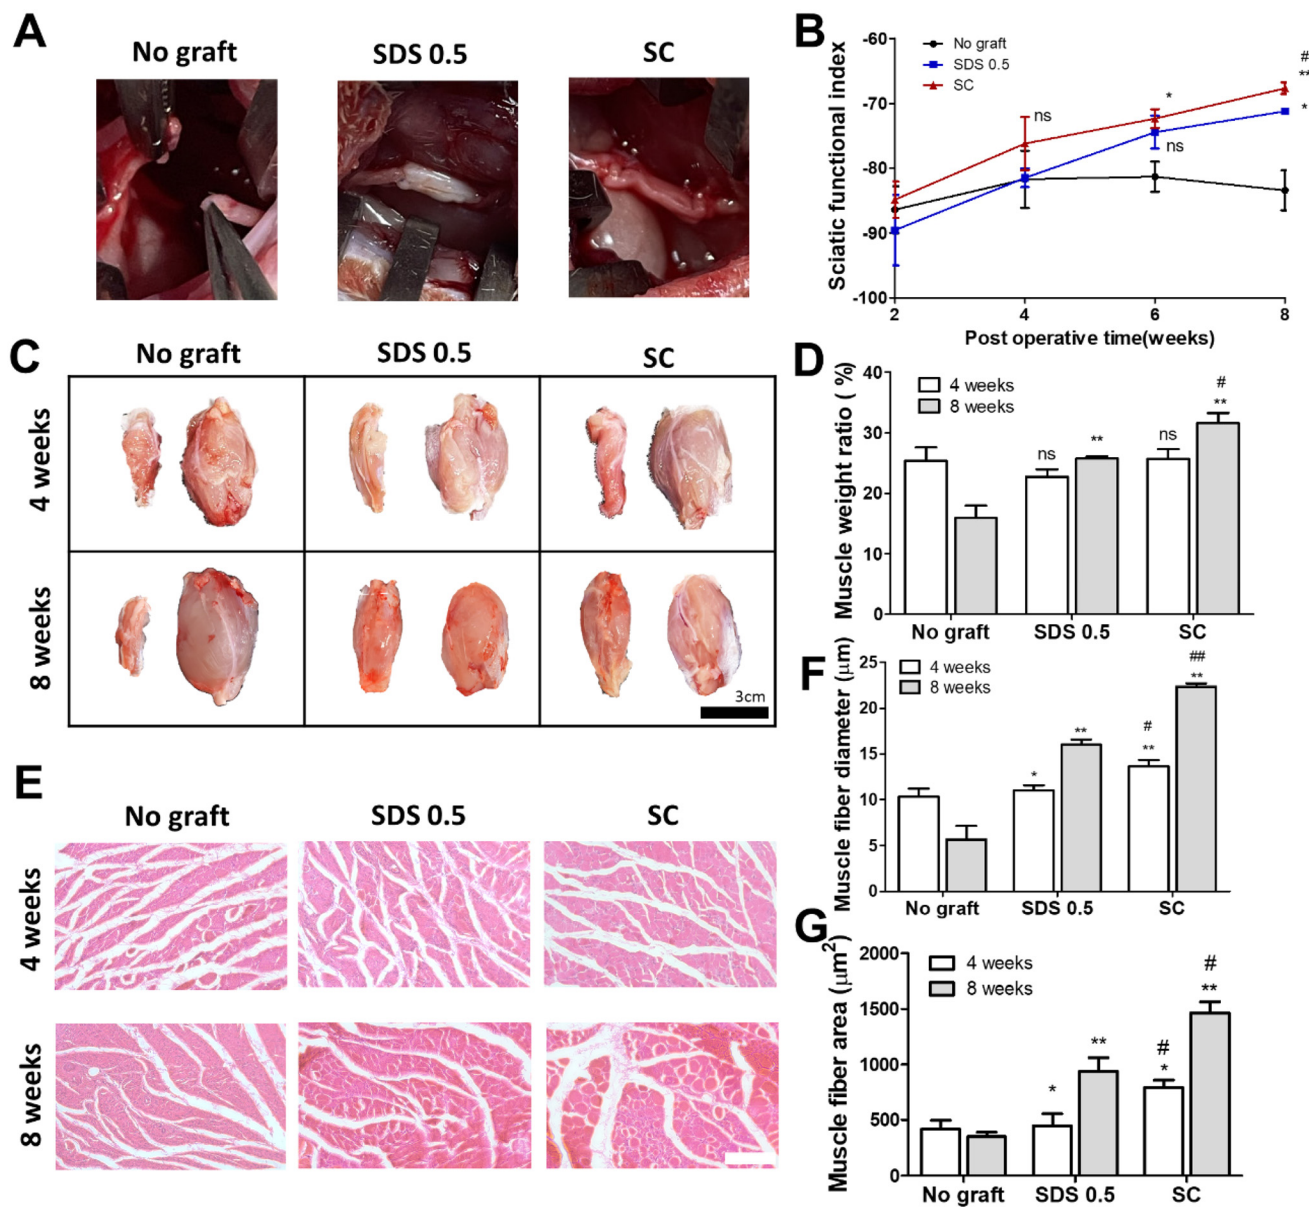 A
No graft
SDS 0.5
SC
B
Sciatic functional index
-60
-70
-80
-90
-100
No graft
SDS 0.5
SC
ns
*
ns
#
**
*
2
4
6
8
Post operative time(weeks)
C
No graft
SDS 0.5
SC
4 weeks
8 weeks
3cm
D
Muscle weight ratio ( %)
40
30
20
10
0
4 weeks
8 weeks
ns
**
ns
#
**
No graft
SDS 0.5
SC
E
No graft
SDS 0.5
SC
4 weeks
8 weeks
F
Muscle fiber diameter (μm)
25
20
15
10
5
0
4 weeks
8 weeks
*
**
#
**
##
**
No graft
SDS 0.5
SC
G
Muscle fiber area (μm²)
2000
1500
1000
500
0
4 weeks
8 weeks
*
**
#
*
#
**
No graft
SDS 0.5
SC